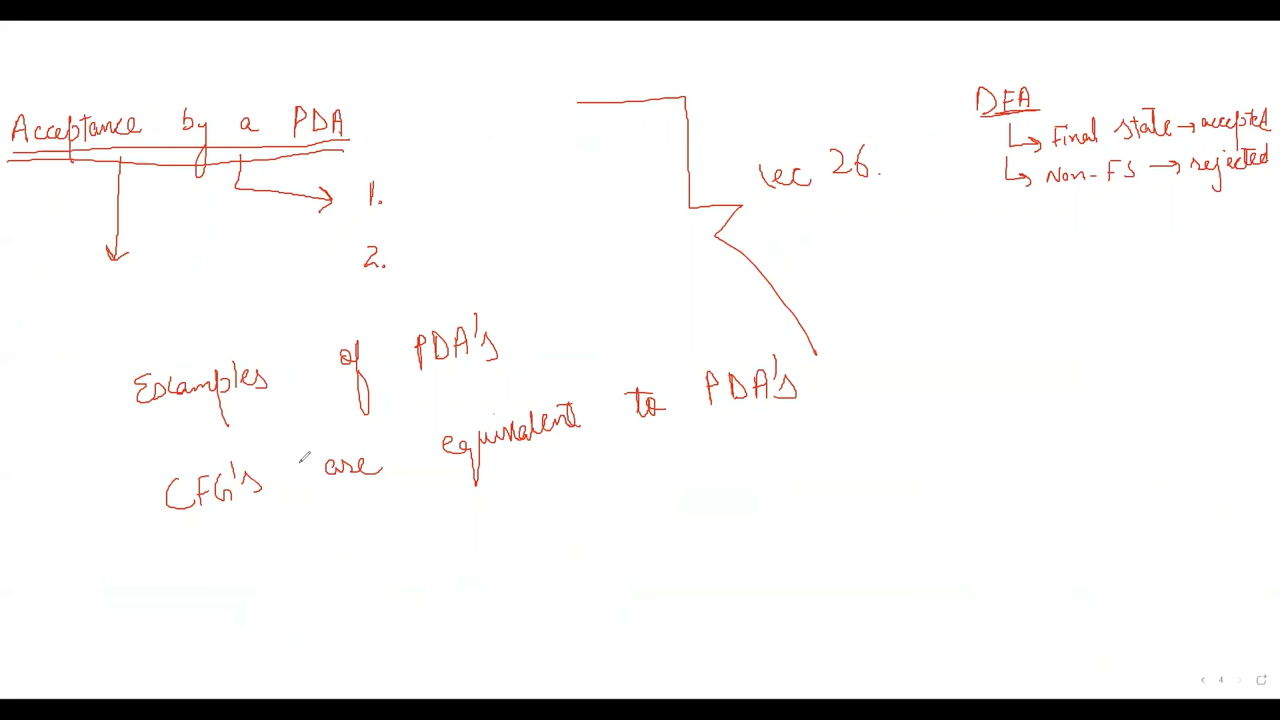 Acceptance by a PDA
1.
2.
lec 26.
DFA
Final state → accepted
Non-FS → rejected
Examples of PDA's
CFG's are equivalent to PDA's
4